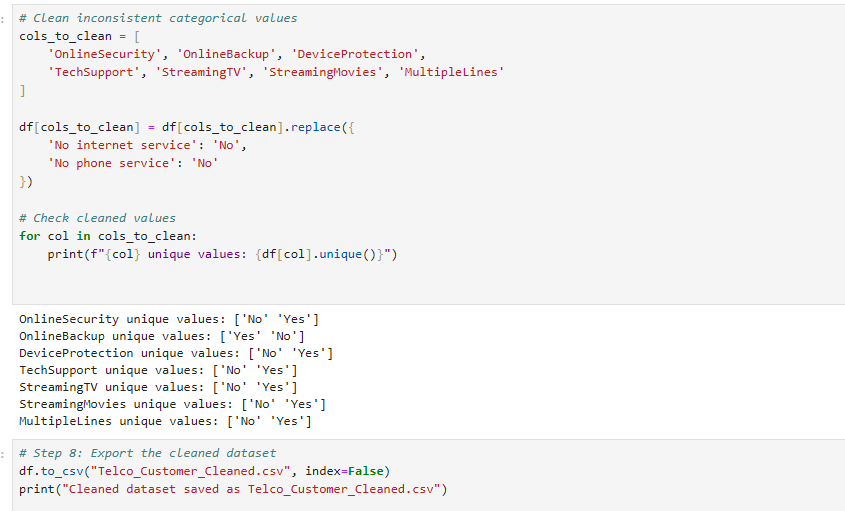 # Clean inconsistent categorical values
cols_to_clean = [
    'OnlineSecurity', 'OnlineBackup', 'DeviceProtection',
    'TechSupport', 'StreamingTV', 'StreamingMovies', 'MultipleLines'
]
df[cols_to_clean] = df[cols_to_clean].replace({
    'No internet service': 'No',
    'No phone service': 'No'
})
# Check cleaned values
for col in cols_to_clean:
    print(f"{col} unique values: {df[col].unique()}")
OnlineSecurity unique values: ['No' 'Yes']
OnlineBackup unique values: ['Yes' 'No']
DeviceProtection unique values: ['No' 'Yes']
TechSupport unique values: ['No' 'Yes']
StreamingTV unique values: ['No' 'Yes']
StreamingMovies unique values: ['No' 'Yes']
MultipleLines unique values: ['No' 'Yes']
# Step 8: Export the cleaned dataset
df.to_csv("Telco_Customer_Cleaned.csv", index=False)
print("Cleaned dataset saved as Telco_Customer_Cleaned.csv")